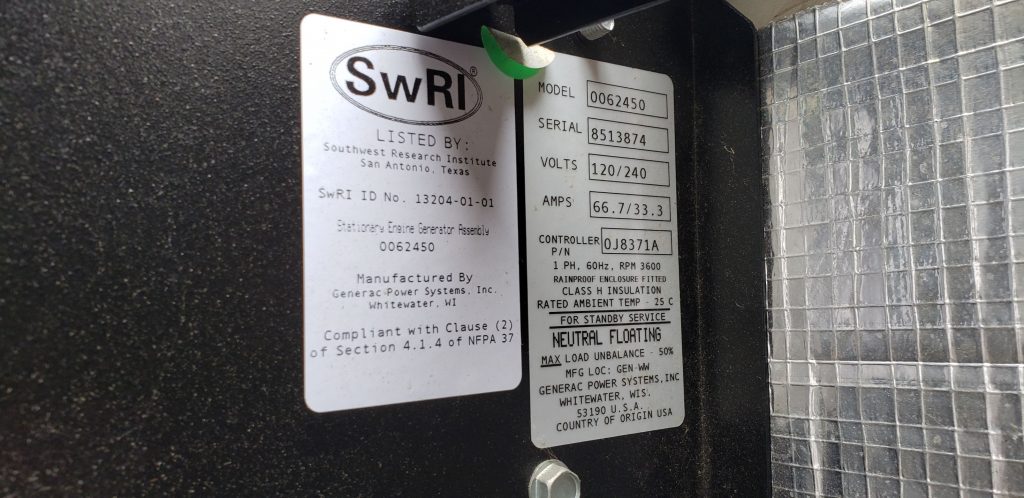 SwRI®
LISTED BY:
Southwest Research Institute
San Antonio, Texas
SwRI ID No. 13204-01-01
Stationary Engine Generator Assembly
0062450
Manufactured By
Generac Power Systems, Inc.
Whitewater, WI
Compliant with Clause (2)
of Section 4.1.4 of NFPA 37
MODEL 0062450
SERIAL 8513874
VOLTS 120/240
AMPS 66.7/33.3
CONTROLLER P/N 0J8371A
1 PH, 60Hz, RPM 3600
RAINPROOF ENCLOSURE FITTED
CLASS H INSULATION
RATED AMBIENT TEMP - 25 C
FOR STANDBY SERVICE
NEUTRAL FLOATING
MAX LOAD UNBALANCE - 50%
MFG LOC: GEN-WW
GENERAC POWER SYSTEMS, INC
WHITEWATER, WIS.
53190 U.S.A.
COUNTRY OF ORIGIN USA